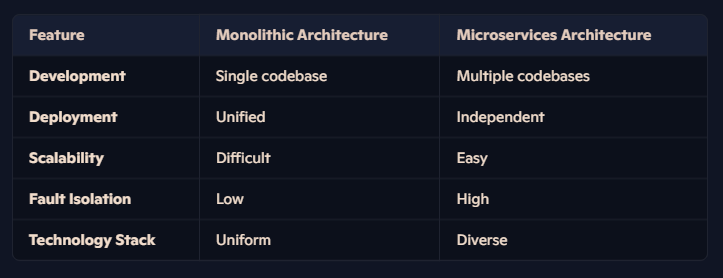 Feature Monolithic Architecture Microservices Architecture
Development Single codebase Multiple codebases
Deployment Unified Independent
Scalability Difficult Easy
Fault Isolation Low High
Technology Stack Uniform Diverse